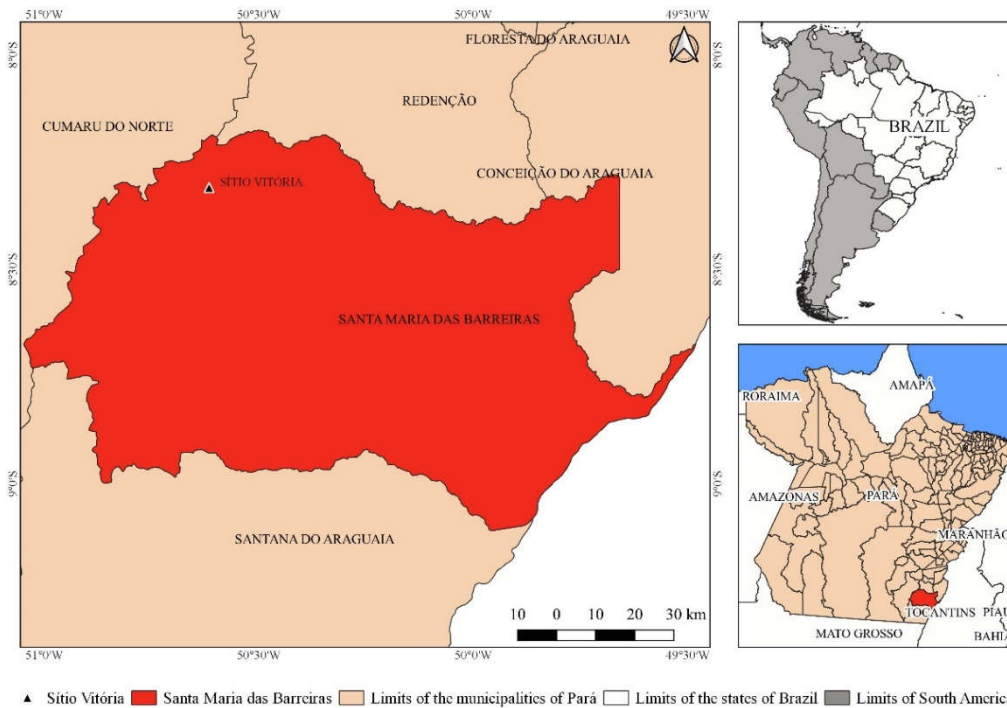 51°0'W 50°30'W 50°0'W 49°30'W
8°0'S 8°0'S
FLORESTA DO ARAGUAIA
REDENÇÃO
CUMARU DO NORTE
CONCEIÇÃO DO ARAGUAIA
SÍTIO VITÓRIA
8°30'S 8°30'S
SANTA MARIA DAS BARREIRAS
9°0'S 9°0'S
SANTANA DO ARAGUAIA
10 0 10 20 30 km
51°0'W 50°30'W 50°0'W 49°30'W
BRAZIL
AMAPÁ
RORAIMA
AMAZONAS PARÁ
MARANHÃO
TOCANTINS PIAU
MATO GROSSO
BAHIA
Sítio Vitória Santa Maria das Barreiras Limits of the municipalities of Pará Limits of the states of Brazil Limits of South Americ